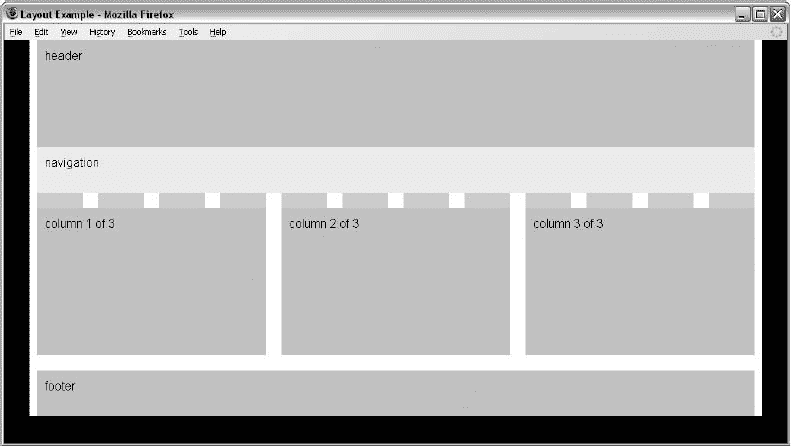 Layout Example - Mozilla Firefox
File Edit View History Bookmarks Tools Help
header
navigation
column 1 of 3 column 2 of 3 column 3 of 3
footer